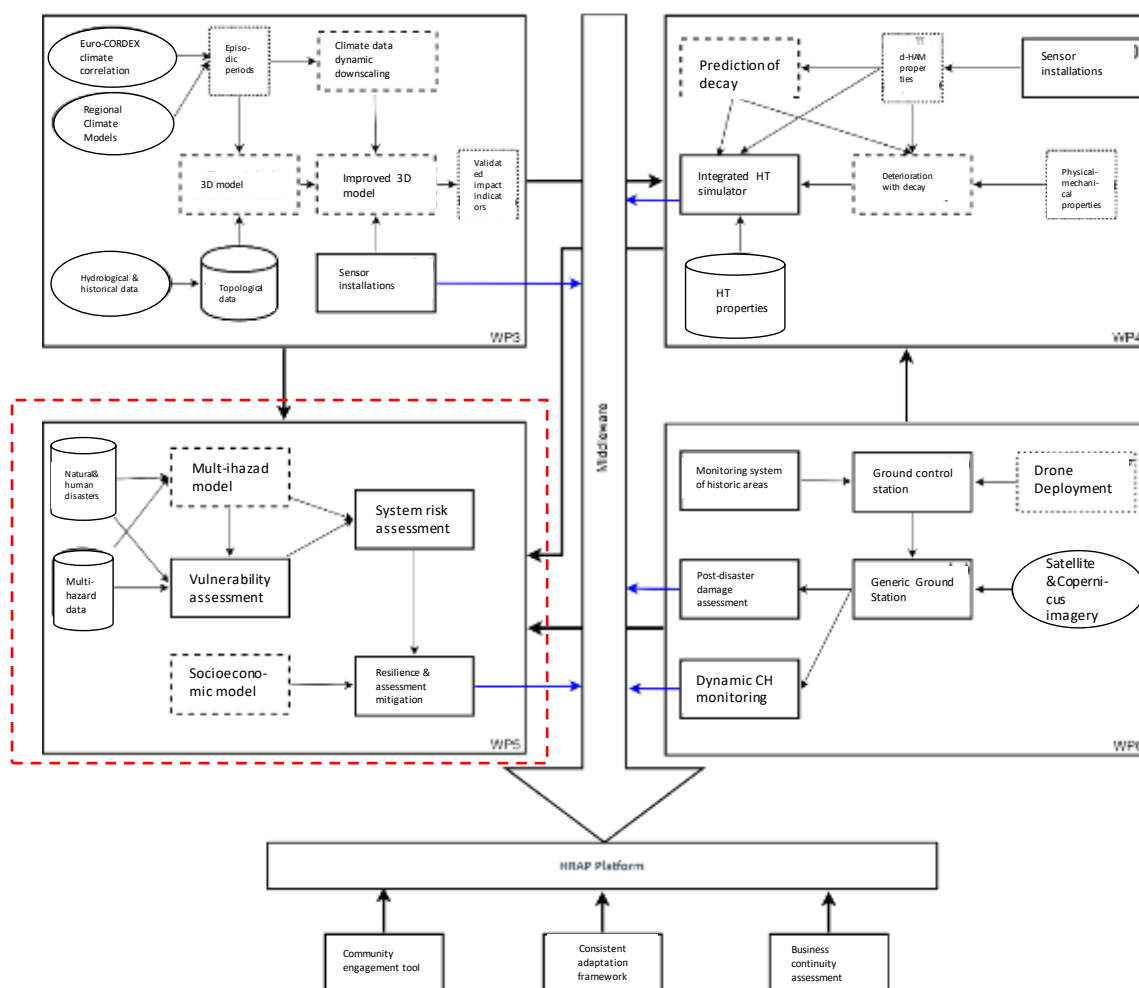 Euro-CORDEX
climate
correlation
Episo-
dic
periods
Climate data
dynamic
downscaling
Regional
Climate
Models
3D model
Improved 3D
model
Validat
ed
impact
indicat
ors
Hydrological &
historical data
Topological
data
Sensor
installations
WP3
Prediction of
decay
d-HAM
properties
Sensor
installations
Integrated HT
simulator
Deterioration
with decay
Physical-
mechani-
cal
properties
HT
properties
WP4
Middleware
Natural&
human
disasters
Mult-ihazad
model
System risk
assessment
Multi-
hazard data
Vulnerability
assessment
Socioecono-
mic model
Resilience &
assessment
mitigation
WP5
Monitoring system
of historic areas
Ground control
station
Drone
Deployment
Post-disaster
damage
assessment
Generic Ground
Station
Satellite
&Coperni-
cus
imagery
Dynamic CH
monitoring
WP6
HRAP Platform
Community
engagement tool
Consistent
adaptation
framework
Business
continuity
assessment